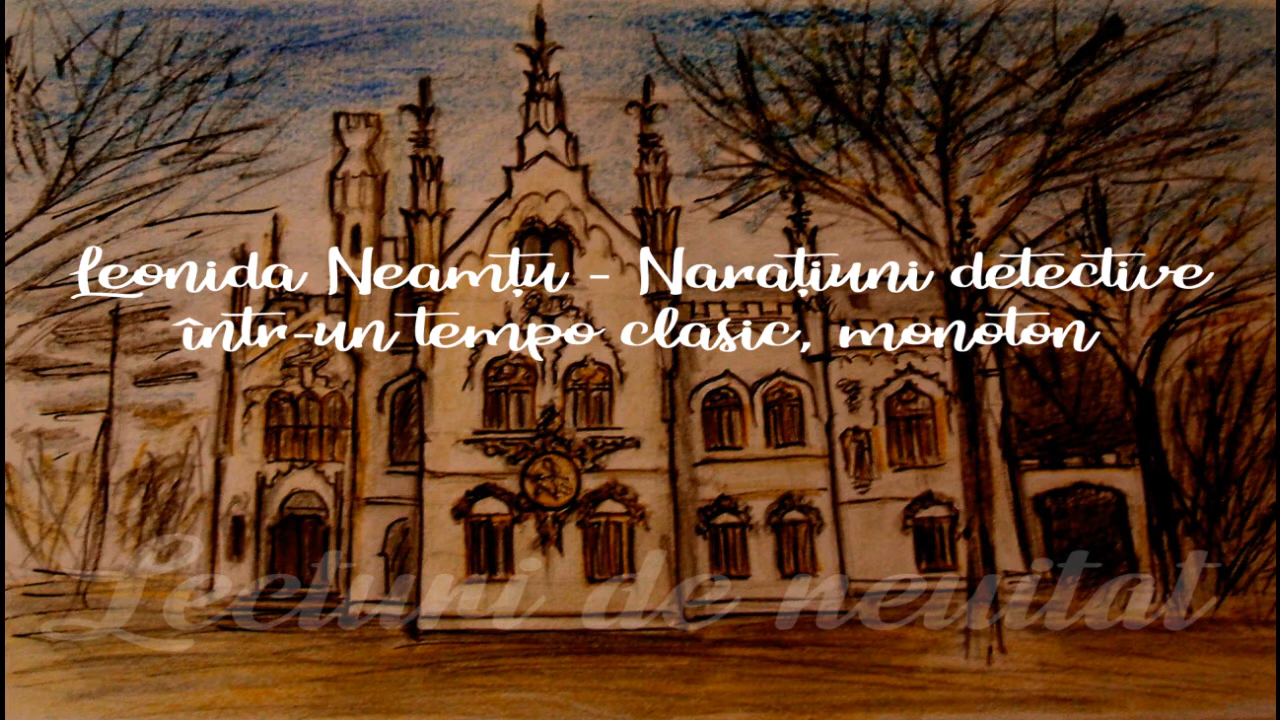 Leonida Neamțu - Narațiuni detective
într-un tempo clasic, monoton
Lecturi de neuitat